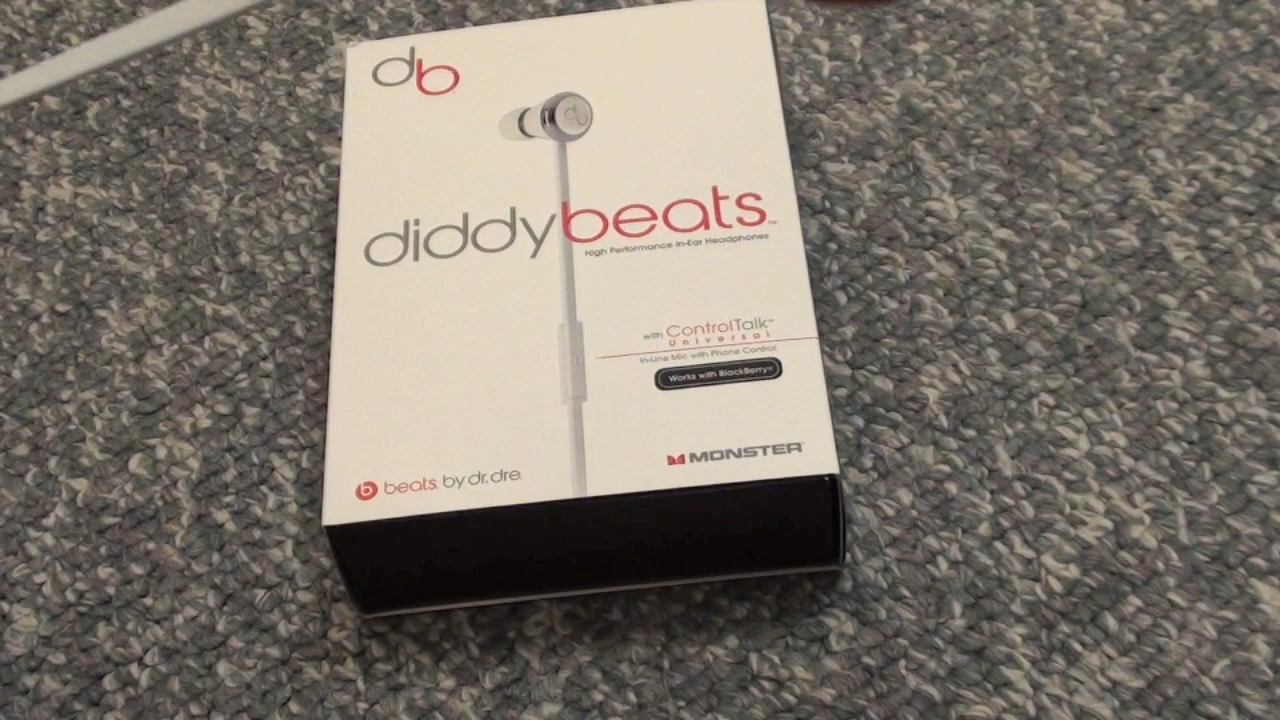 db
db
diddybeats™
High Performance In-Ear Headphones
with ControlTalk™
Universal
In-Line Mic with Phone Control
Works with BlackBerry®
MONSTER
b beats by dr. dre